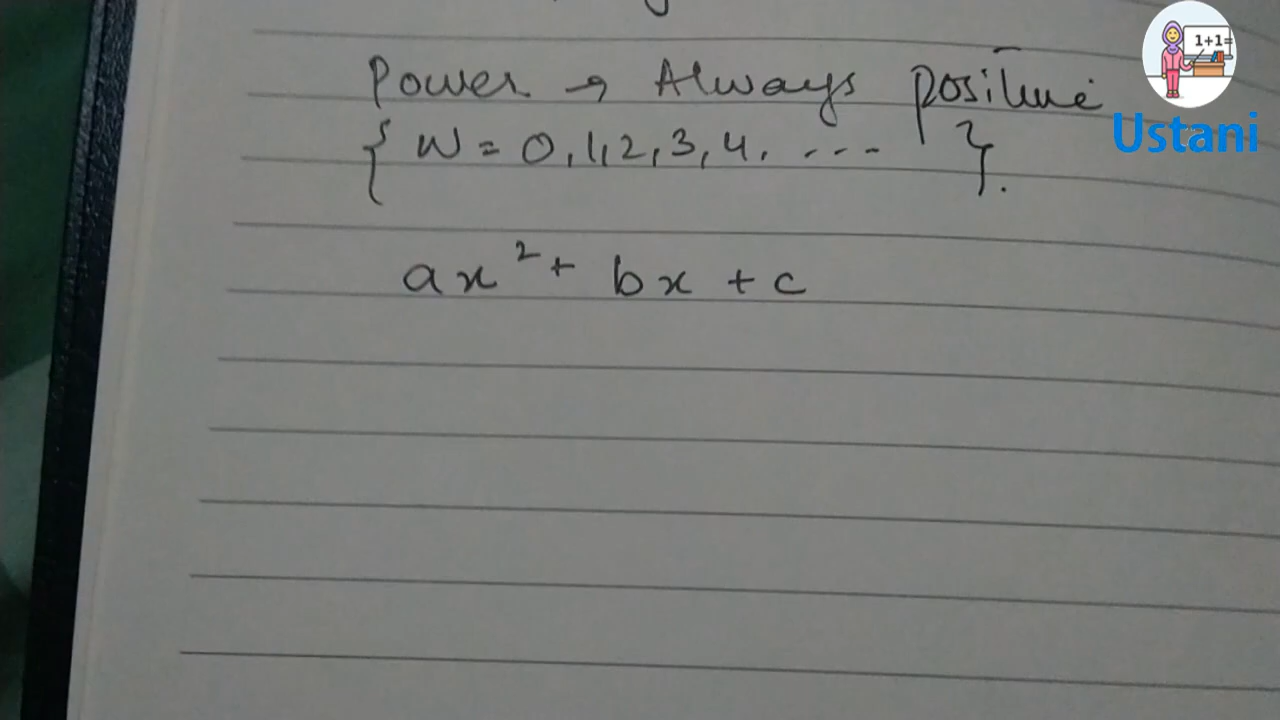 Power → Always Positive
{ W = 0, 1, 2, 3, 4, --- }.
ax² + bx + c
1+1=
Ustani